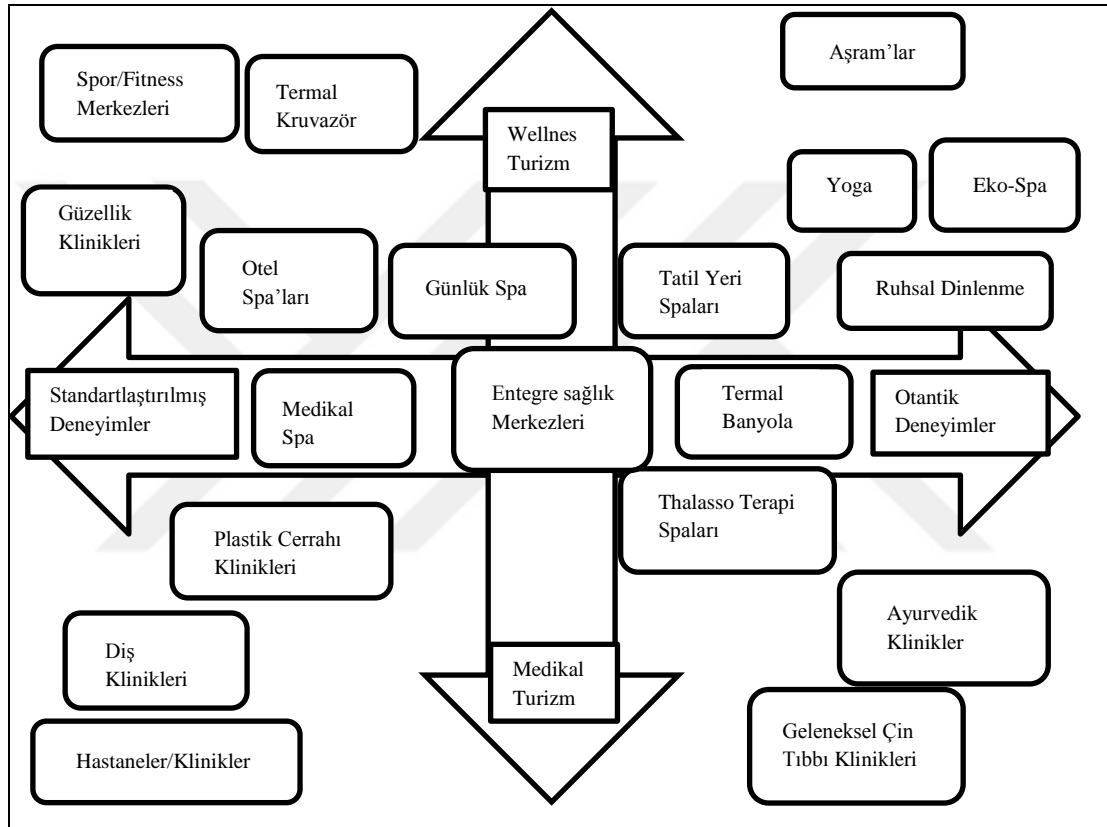 Aşram’lar
Spor/Fitness
Merkezleri
Termal
Kruvazör
Wellnes
Turizm
Yoga
Eko-Spa
Güzellik
Klinikleri
Otel
Spa’ları
Günlük Spa
Tatil Yeri
Spaları
Ruhsal Dinlenme
Standartlaştırılmış
Deneyimler
Medikal
Spa
Entegre sağlık
Merkezleri
Termal
Banyola
Otantik
Deneyimler
Plastik Cerrahı
Klinikleri
Thalasso Terapi
Spaları
Diş
Klinikleri
Medikal
Turizm
Ayurvedik
Klinikler
Hastaneler/Klinikler
Geleneksel Çin
Tıbbı Klinikleri